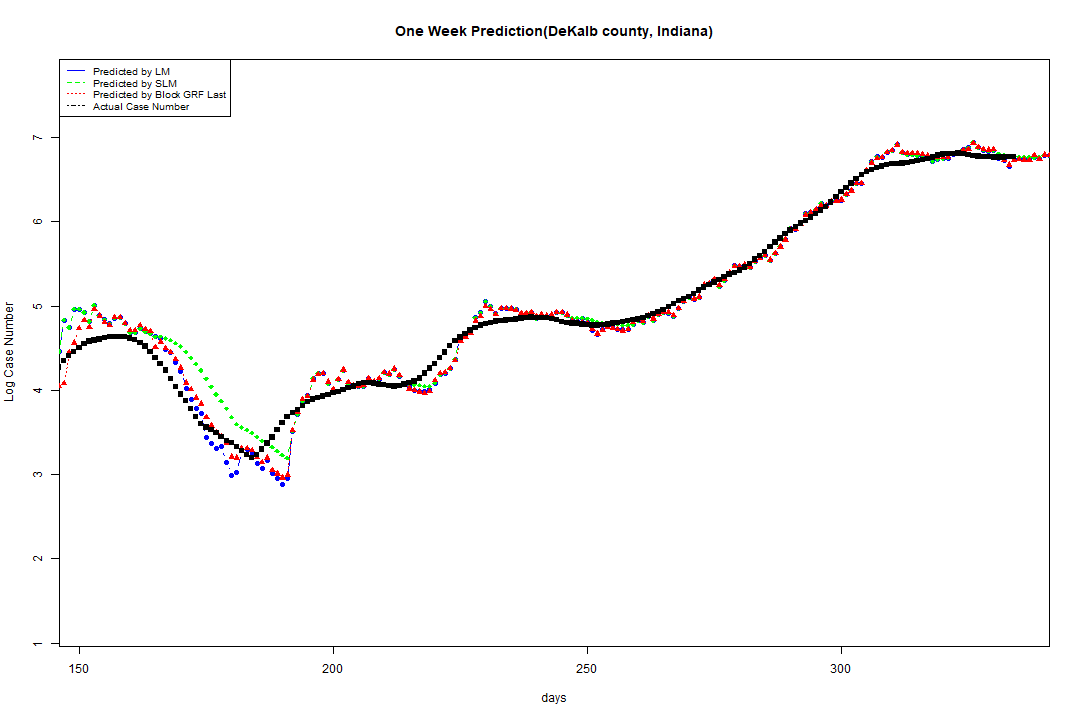 One Week Prediction(DeKalb county, Indiana)
Predicted by LM
Predicted by SLM
Predicted by Block GRF Last
Actual Case Number
7
6
5
4
3
2
1
Log Case Number
150 200 250 300
days